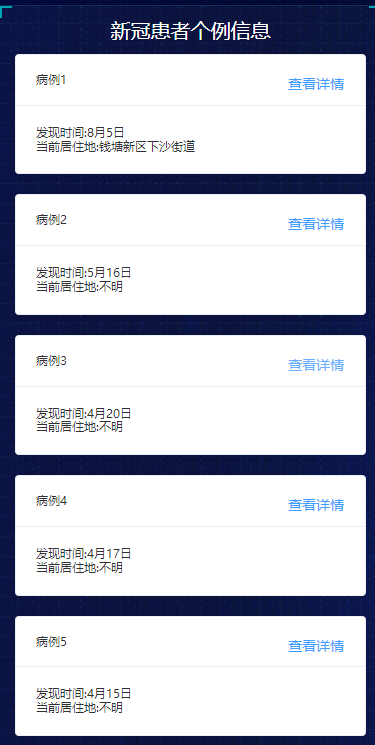 新冠患者个例信息
病例1
查看详情
发现时间:8月5日
当前居住地:钱塘新区下沙街道
病例2
查看详情
发现时间:5月16日
当前居住地:不明
病例3
查看详情
发现时间:4月20日
当前居住地:不明
病例4
查看详情
发现时间:4月17日
当前居住地:不明
病例5
查看详情
发现时间:4月15日
当前居住地:不明